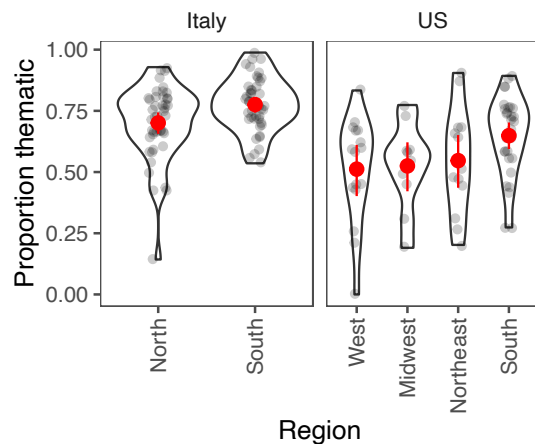 Italy
US
Proportion thematic
1.00
0.75
0.50
0.25
0.00
North
South
West
Midwest
Northeast
South
Region